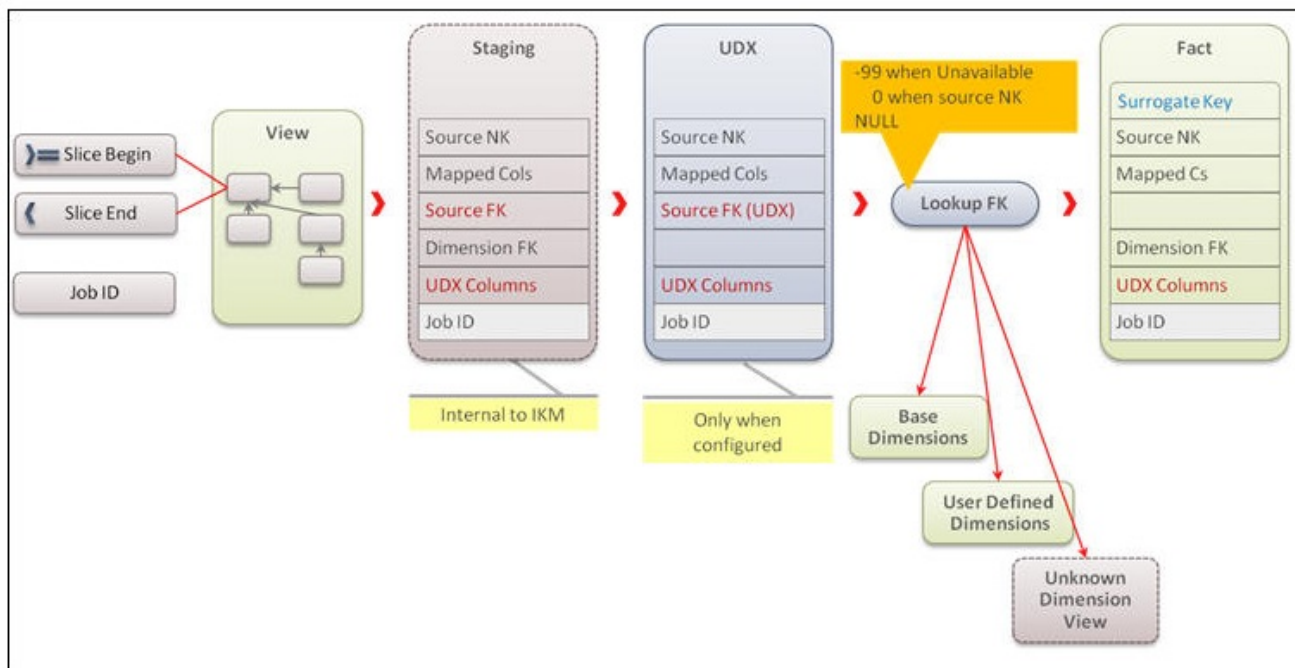 Slice Begin
Slice End
Job ID
View
Staging
Source NK
Mapped Cols
Source FK
Dimension FK
UDX Columns
Job ID
Internal to IKM
UDX
Source NK
Mapped Cols
Source FK (UDX)
UDX Columns
Job ID
Only when
configured
-99 when Unavailable
0 when source NK
NULL
Lookup FK
Base
Dimensions
User Defined
Dimensions
Unknown
Dimension
View
Fact
Surrogate Key
Source NK
Mapped Cs
Dimension FK
UDX Columns
Job ID